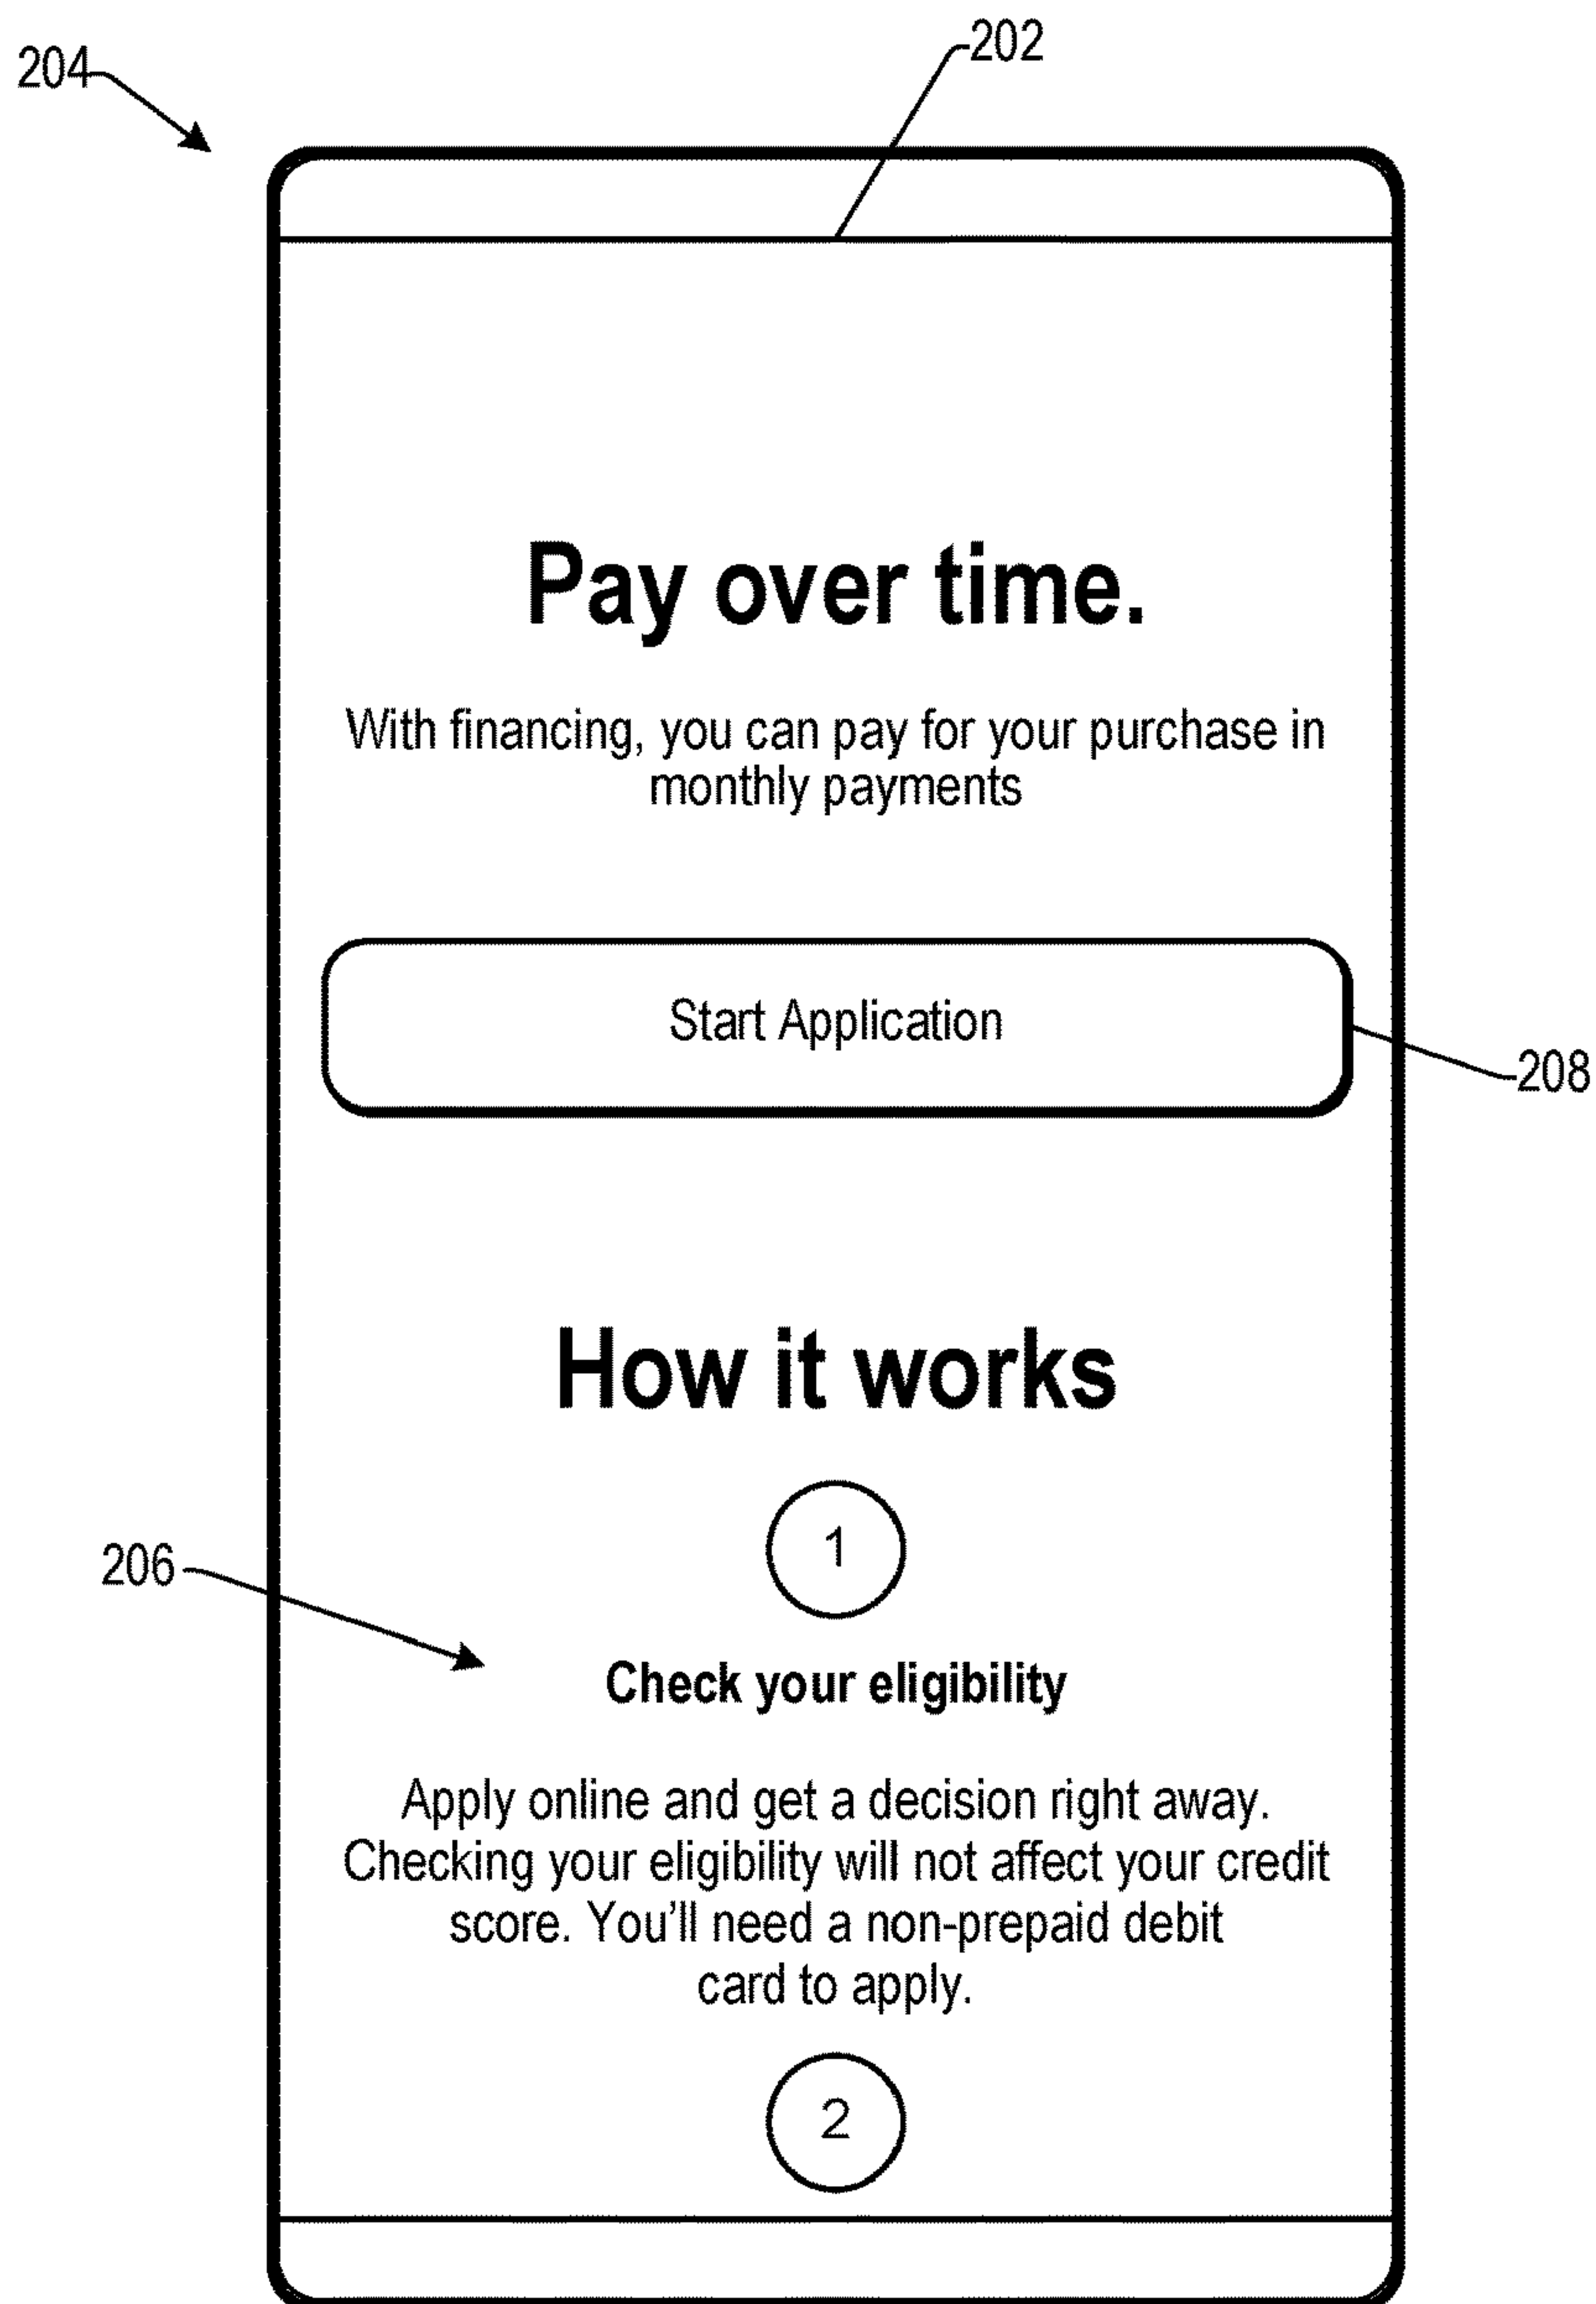 202
204
Pay over time.
With financing, you can pay for your purchase in
monthly payments
Start Application
208
How it works
1
206
Check your eligibility
Apply online and get a decision right away.
Checking your eligibility will not affect your credit
score. You'll need a non-prepaid debit
card to apply.
2